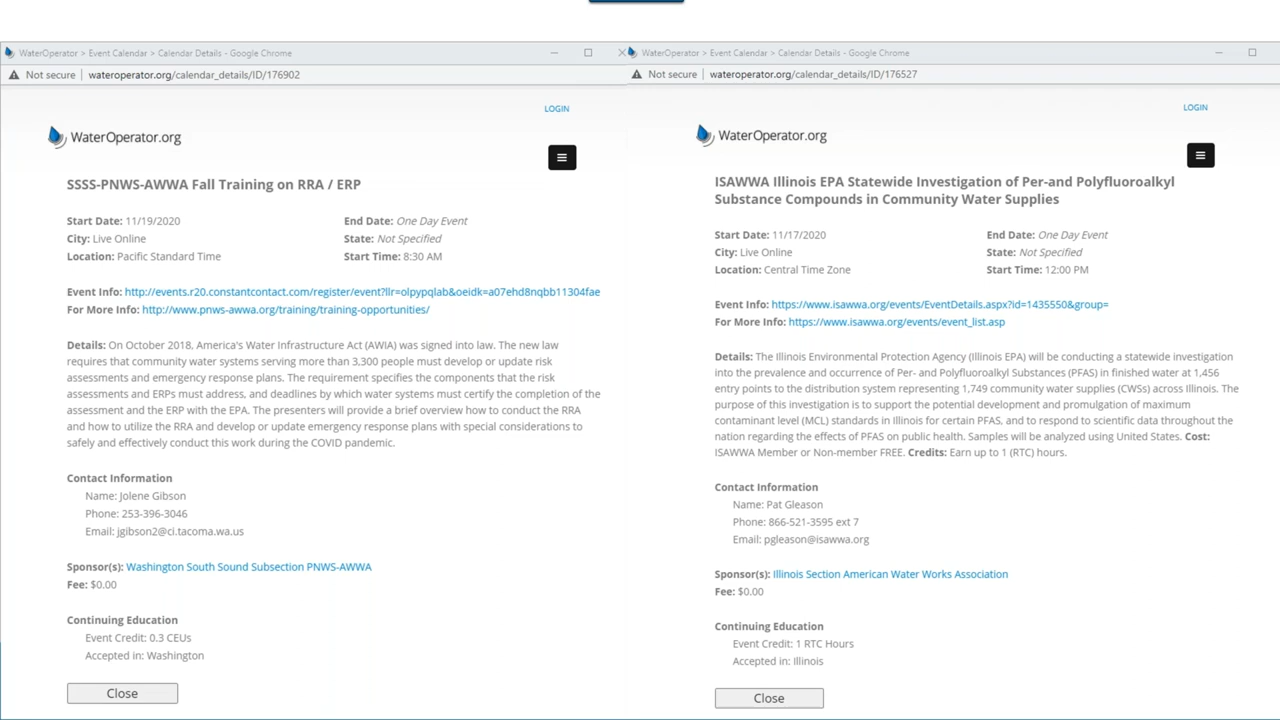 WaterOperator > Event Calendar > Calendar Details - Google Chrome
Not secure | wateroperator.org/calendar_details/ID/176902
LOGIN
WaterOperator.org
SSSS-PNWS-AWWA Fall Training on RRA / ERP
Start Date: 11/19/2020
End Date: One Day Event
City: Live Online
State: Not Specified
Location: Pacific Standard Time
Start Time: 8:30 AM
Event Info: http://events.r20.constantcontact.com/register/event?llr=olpypqlab&oeidk=a07ehd8nqbb11304fae
For More Info: http://www.pnws-awwa.org/training/training-opportunities/
Details: On October 2018, America's Water Infrastructure Act (AWIA) was signed into law. The new law
requires that community water systems serving more than 3,300 people must develop or update risk
assessments and emergency response plans. The requirement specifies the components that the risk
assessments and ERPs must address, and deadlines by which water systems must certify the completion of the
assessment and the ERP with the EPA. The presenters will provide a brief overview how to conduct the RRA
and how to utilize the RRA and develop or update emergency response plans with special considerations to
safely and effectively conduct this work during the COVID pandemic.
Contact Information
Name: Jolene Gibson
Phone: 253-396-3046
Email: jgibson2@ci.tacoma.wa.us
Sponsor(s): Washington South Sound Subsection PNWS-AWWA
Fee: $0.00
Continuing Education
Event Credit: 0.3 CEUs
Accepted in: Washington
Close
WaterOperator > Event Calendar > Calendar Details - Google Chrome
Not secure | wateroperator.org/calendar_details/ID/176527
LOGIN
WaterOperator.org
ISAWWA Illinois EPA Statewide Investigation of Per-and Polyfluoroalkyl
Substance Compounds in Community Water Supplies
Start Date: 11/17/2020
End Date: One Day Event
City: Live Online
State: Not Specified
Location: Central Time Zone
Start Time: 12:00 PM
Event Info: https://www.isawwa.org/events/EventDetails.aspx?id=1435550&group=
For More Info: https://www.isawwa.org/events/event_list.asp
Details: The Illinois Environmental Protection Agency (Illinois EPA) will be conducting a statewide investigation
into the prevalence and occurrence of Per- and Polyfluoroalkyl Substances (PFAS) in finished water at 1,456
entry points to the distribution system representing 1,749 community water supplies (CWSs) across Illinois. The
purpose of this investigation is to support the potential development and promulgation of maximum
contaminant level (MCL) standards in Illinois for certain PFAS, and to respond to scientific data throughout the
nation regarding the effects of PFAS on public health. Samples will be analyzed using United States. Cost:
ISAWWA Member or Non-member FREE. Credits: Earn up to 1 (RTC) hours.
Contact Information
Name: Pat Gleason
Phone: 866-521-3595 ext 7
Email: pgleason@isawwa.org
Sponsor(s): Illinois Section American Water Works Association
Fee: $0.00
Continuing Education
Event Credit: 1 RTC Hours
Accepted in: Illinois
Close